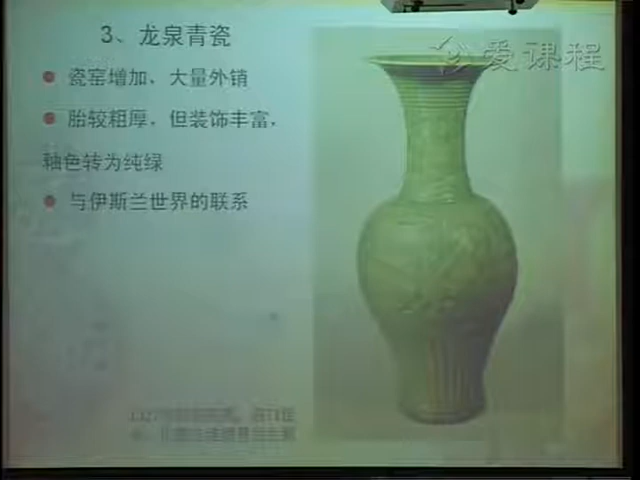 3、龙泉青瓷
爱课程
瓷窑增加、大量外销
胎较粗厚，但装饰丰富，
釉色转为纯绿
与伊斯兰世界的联系